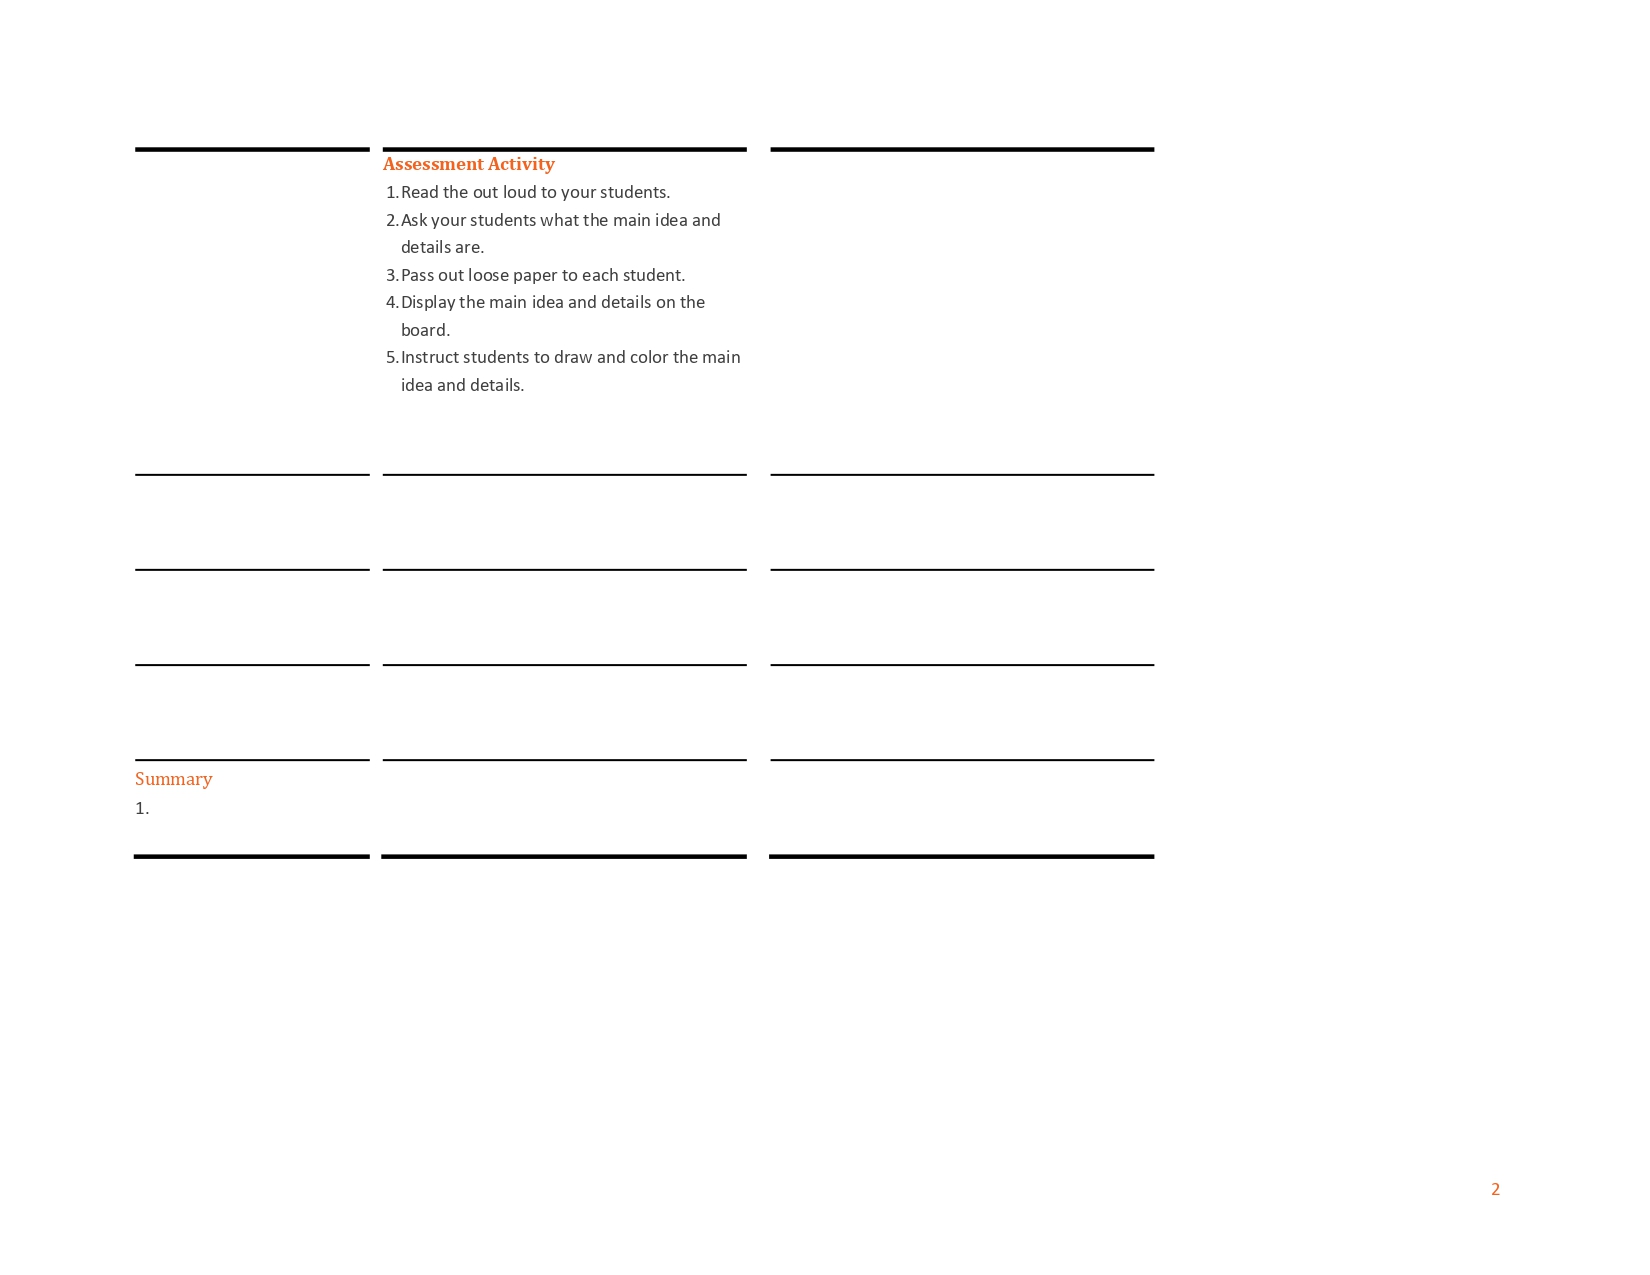 Assessment Activity
1.Read the out loud to your students.
2.Ask your students what the main idea and
details are.
3.Pass out loose paper to each student.
4.Display the main idea and details on the
board.
5.Instruct students to draw and color the main
idea and details.
Summary
1.
2